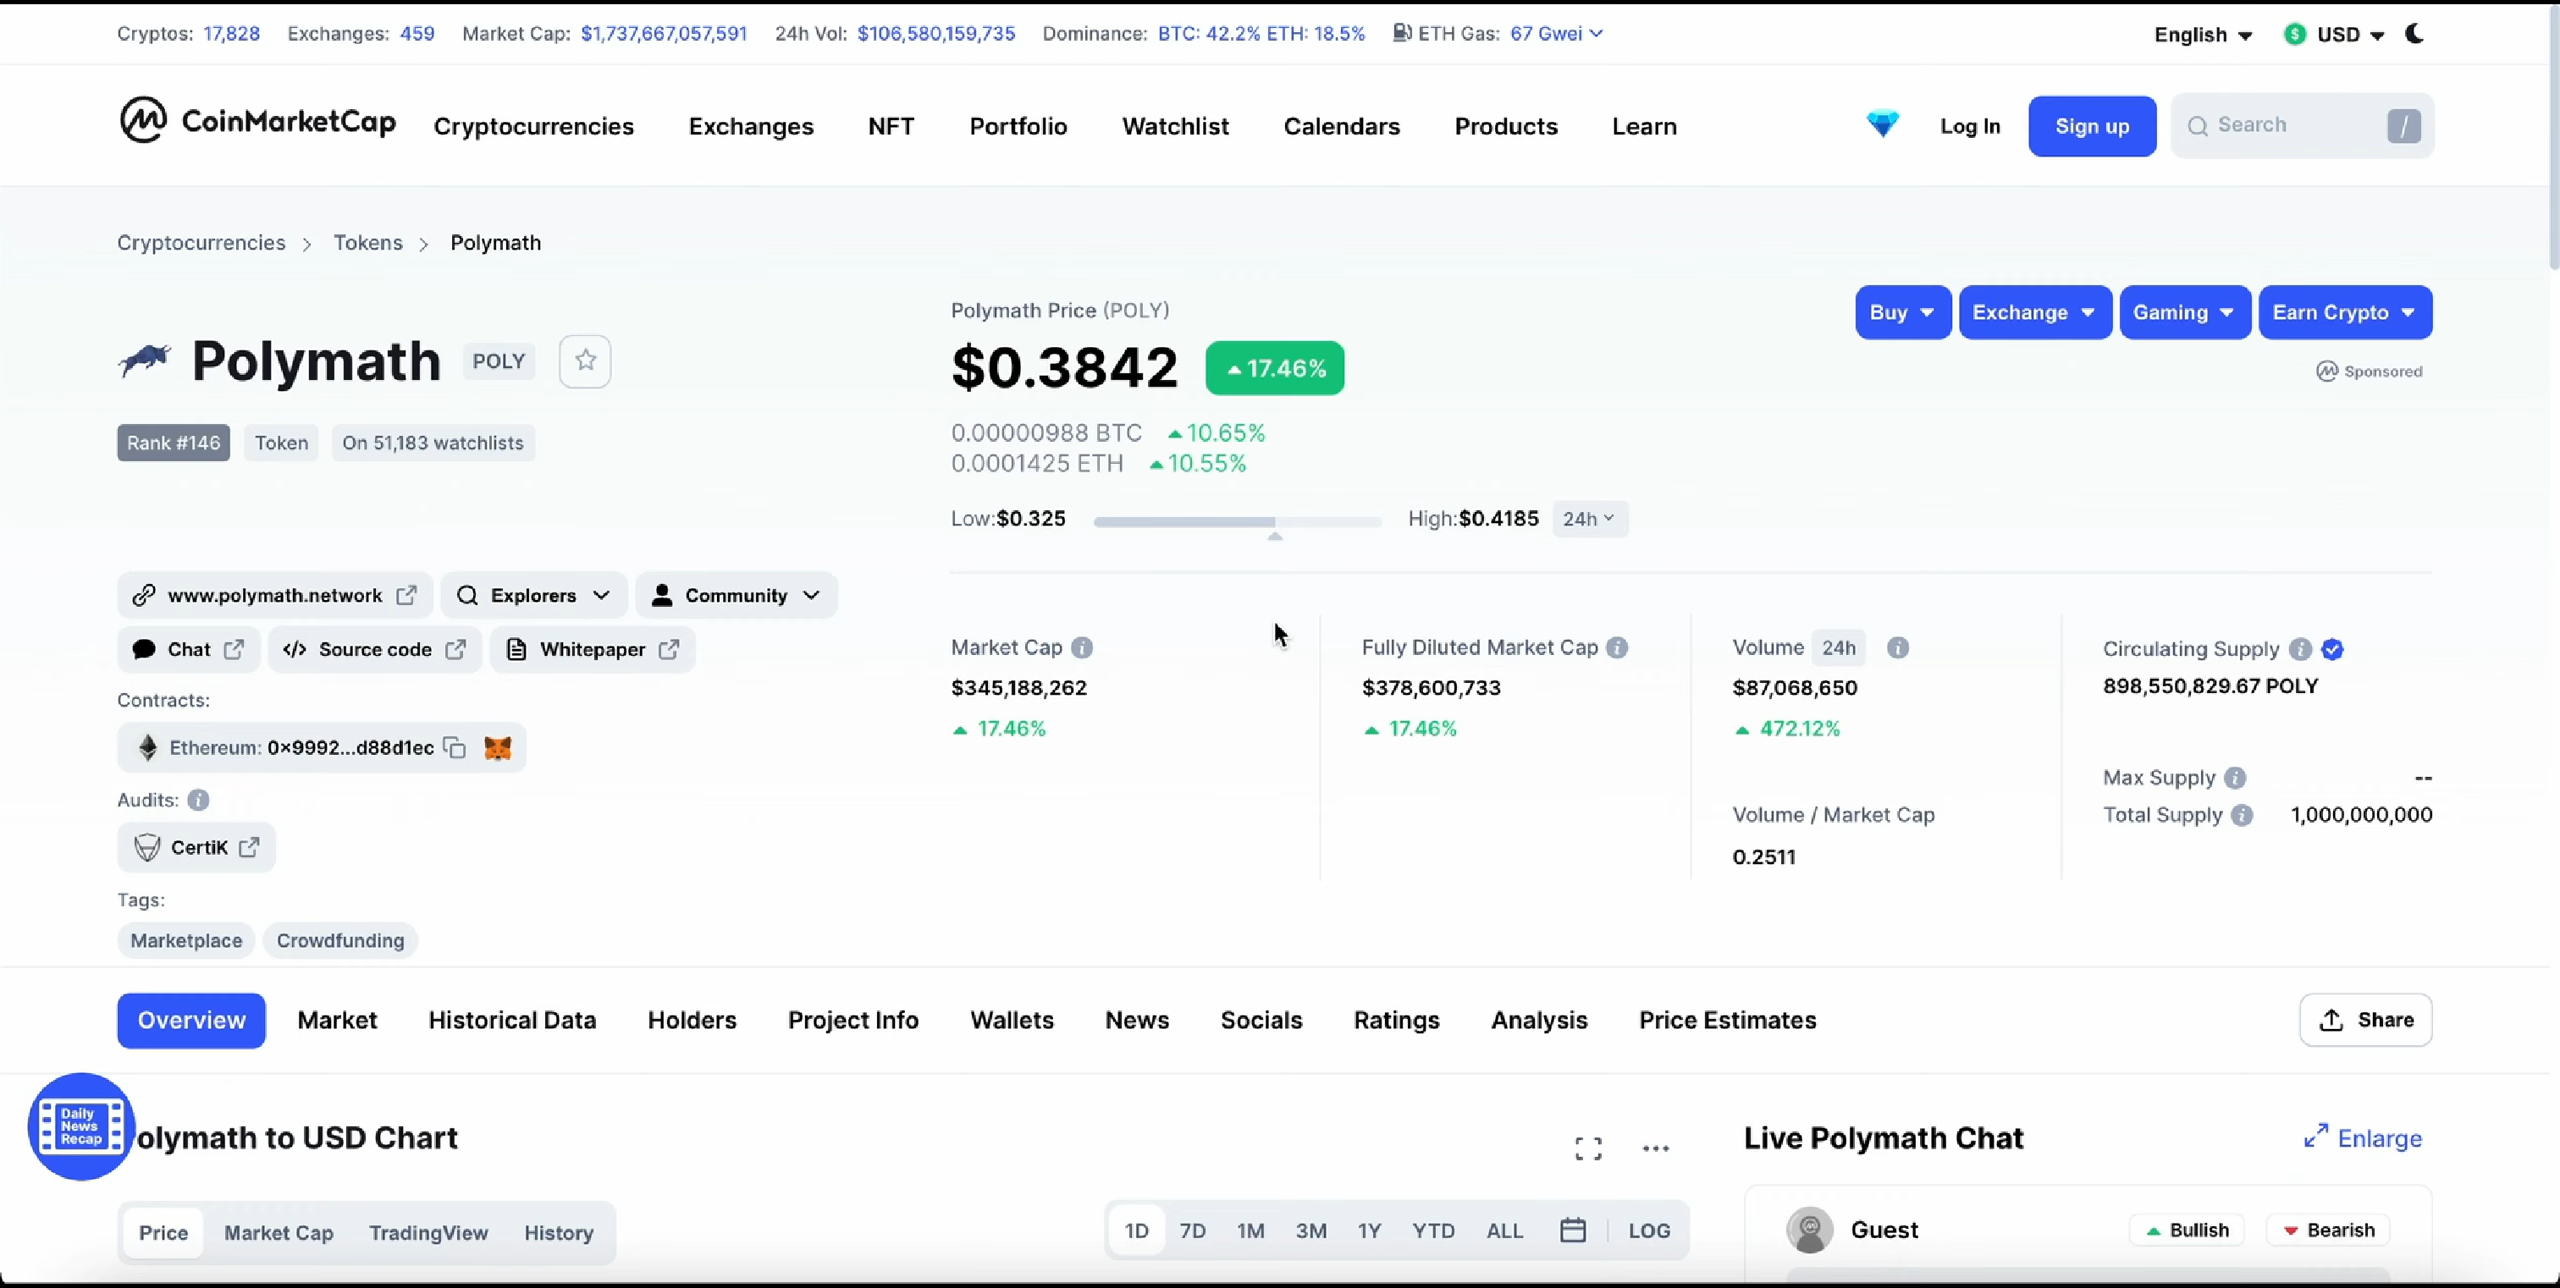 Cryptos: 17,828 Exchanges: 459 Market Cap: $1,737,667,057,591 24h Vol: $106,580,159,735 Dominance: BTC: 42.2% ETH: 18.5% ETH Gas: 67 Gwei English USD
CoinMarketCap Cryptocurrencies Exchanges NFT Portfolio Watchlist Calendars Products Learn Log In Sign up Search /
Cryptocurrencies > Tokens > Polymath
Polymath Price (POLY)
Buy Exchange Gaming Earn Crypto
Polymath POLY
$0.3842 17.46%
Sponsored
Rank #146 Token On 51,183 watchlists
0.00000988 BTC 10.65%
0.0001425 ETH 10.55%
Low:$0.325 High:$0.4185 24h
www.polymath.network Explorers Community
Chat Source code Whitepaper
Contracts:
Ethereum: 0x9992...d88d1ec
Audits:
CertiK
Tags:
Marketplace Crowdfunding
Market Cap
$345,188,262
17.46%
Fully Diluted Market Cap
$378,600,733
17.46%
Volume 24h
$87,068,650
472.12%
Volume / Market Cap
0.2511
Circulating Supply
898,550,829.67 POLY
Max Supply --
Total Supply 1,000,000,000
Overview Market Historical Data Holders Project Info Wallets News Socials Ratings Analysis Price Estimates Share
Daily
News
Recap
olymath to USD Chart
Live Polymath Chat Enlarge
Price Market Cap TradingView History
1D 7D 1M 3M 1Y YTD ALL LOG
Guest Bullish Bearish